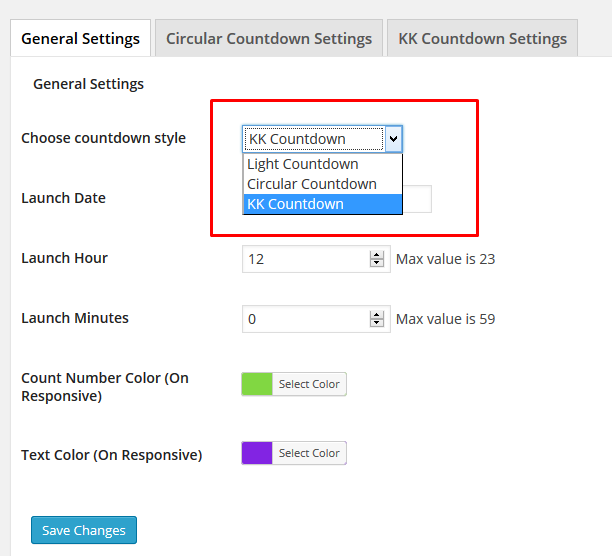 General Settings
Circular Countdown Settings
KK Countdown Settings
General Settings
Choose countdown style
KK Countdown
Light Countdown
Circular Countdown
KK Countdown
Launch Date
Launch Hour
12
Max value is 23
Launch Minutes
0
Max value is 59
Count Number Color (On
Responsive)
Select Color
Text Color (On Responsive)
Select Color
Save Changes